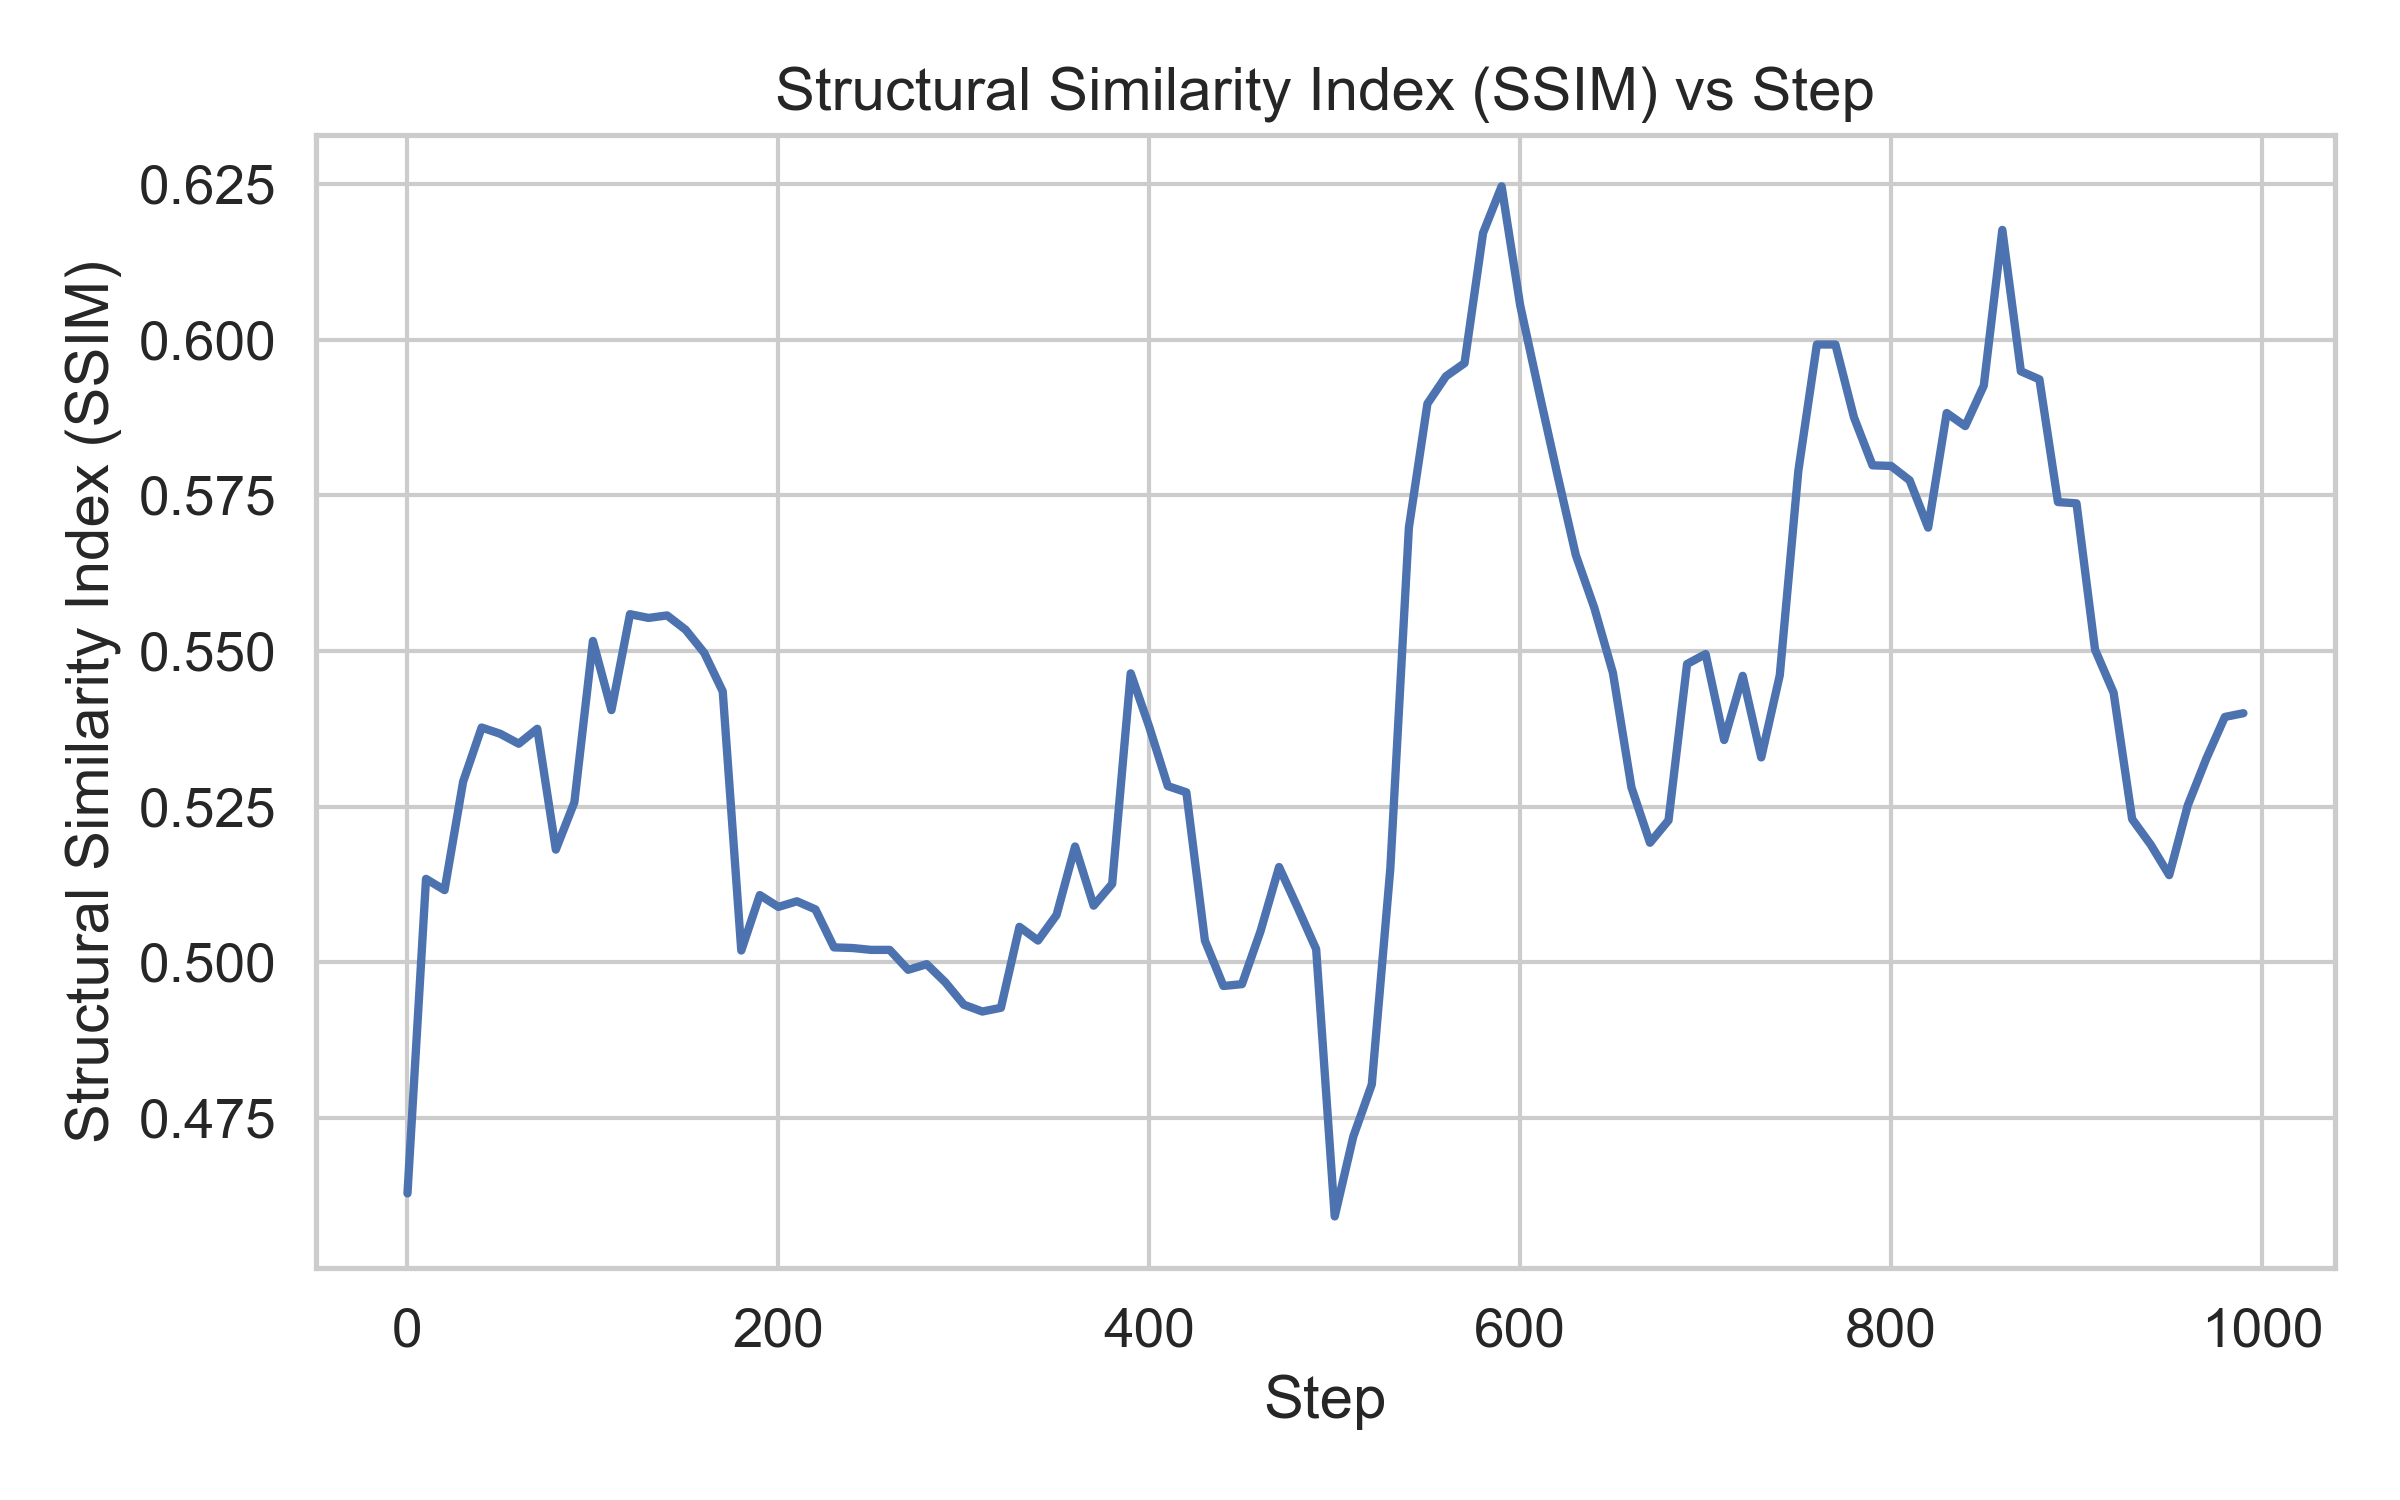 Structural Similarity Index (SSIM) vs Step
Structural Similarity Index (SSIM)
0.625
0.600
0.575
0.550
0.525
0.500
0.475
0 200 400 600 800 1000
Step